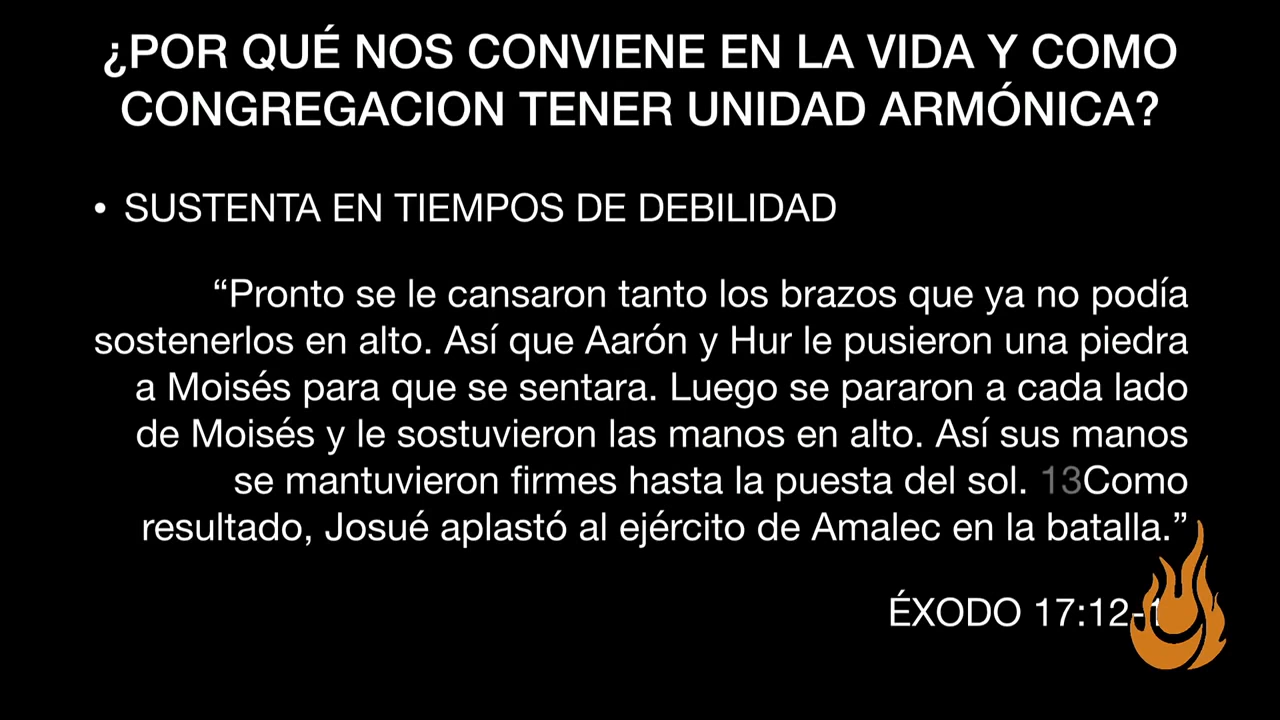 ¿POR QUÉ NOS CONVIENE EN LA VIDA Y COMO
CONGREGACION TENER UNIDAD ARMÓNICA?
• SUSTENTA EN TIEMPOS DE DEBILIDAD
“Pronto se le cansaron tanto los brazos que ya no podía
sostenerlos en alto. Así que Aarón y Hur le pusieron una piedra
a Moisés para que se sentara. Luego se pararon a cada lado
de Moisés y le sostuvieron las manos en alto. Así sus manos
se mantuvieron firmes hasta la puesta del sol. 13Como
resultado, Josué aplastó al ejército de Amalec en la batalla.”
ÉXODO 17:12-1